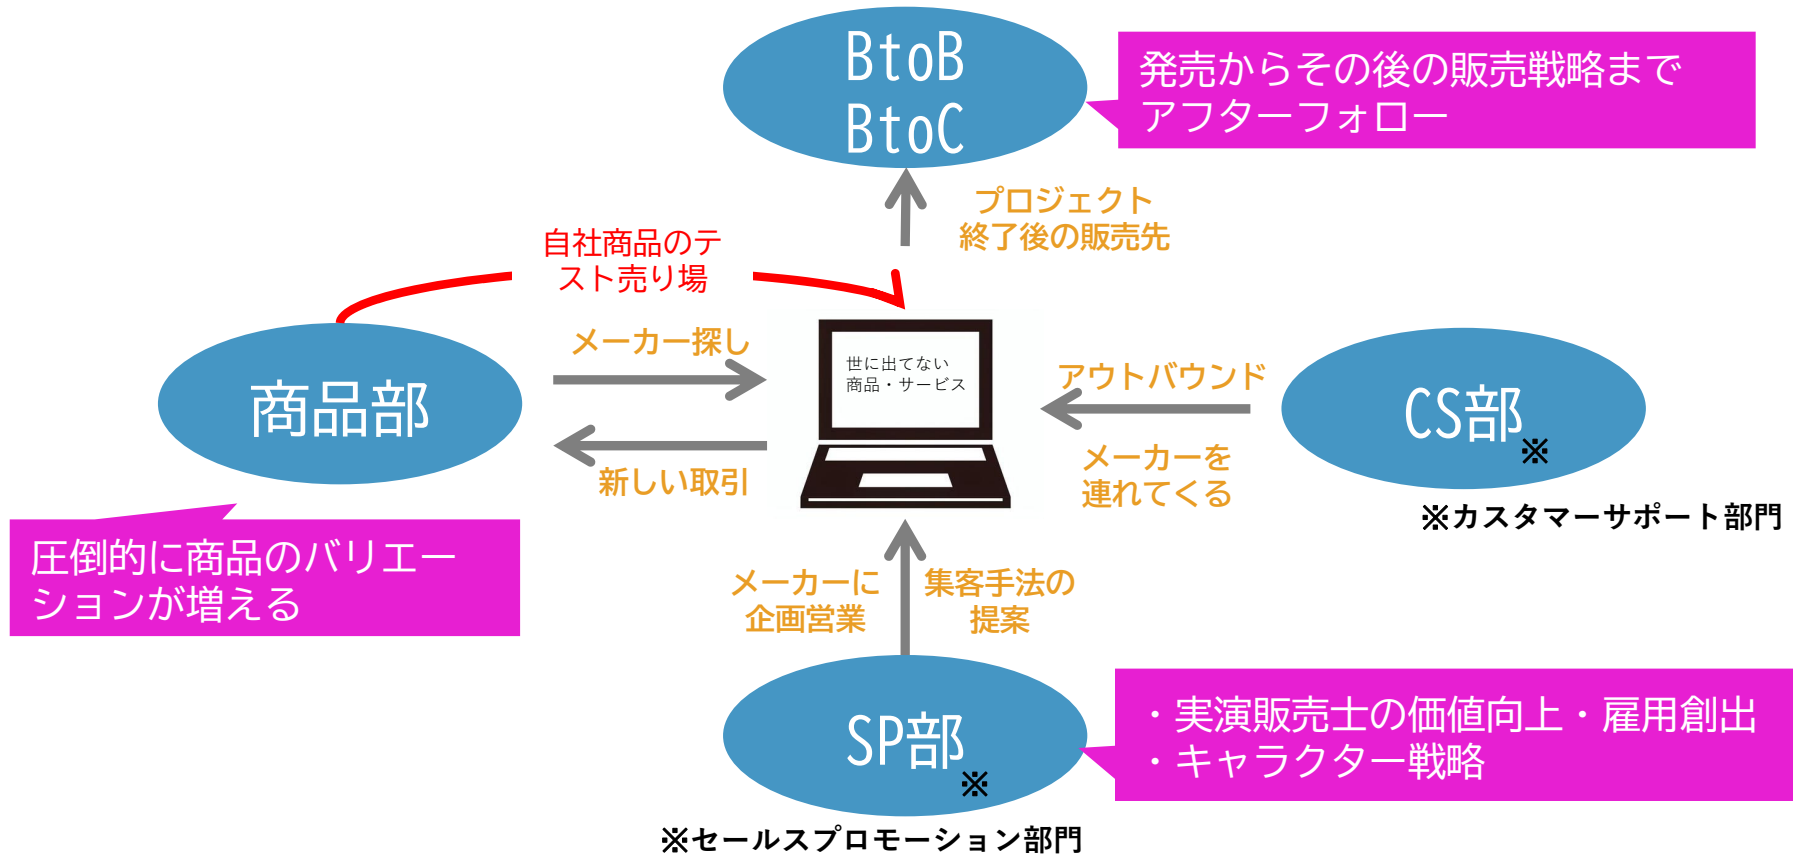 BtoB
BtoC
発売からその後の販売戦略まで
アフターフォロー
プロジェクト
終了後の販売先
自社商品のテ
スト売り場
メーカー探し
世に出てない
商品・サービス
アウトバウンド
商品部
CS部
※
新しい取引
メーカーを
連れてくる
※カスタマーサポート部門
圧倒的に商品のバリエー
ションが増える
メーカーに
企画営業
集客手法の
提案
SP部
※
・実演販売士の価値向上・雇用創出
・キャラクター戦略
※セールスプロモーション部門